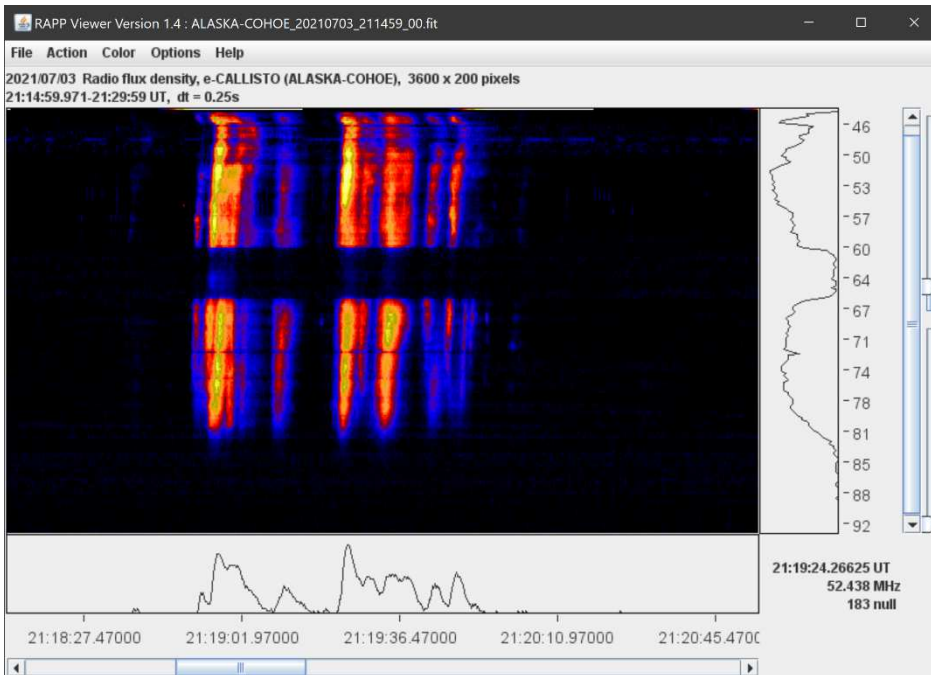 RAPP Viewer Version 1.4 : ALASKA-COHOE_20210703_211459_00.fit
File Action Color Options Help
2021/07/03 Radio flux density, e-CALLISTO (ALASKA-COHOE), 3600 x 200 pixels
21:14:59.971-21:29:59 UT, dt = 0.25s
46
50
53
57
60
64
67
71
74
78
81
85
88
92
21:19:24.26625 UT
52.438 MHz
183 null
21:18:27.47000 21:19:01.97000 21:19:36.47000 21:20:10.97000 21:20:45.470